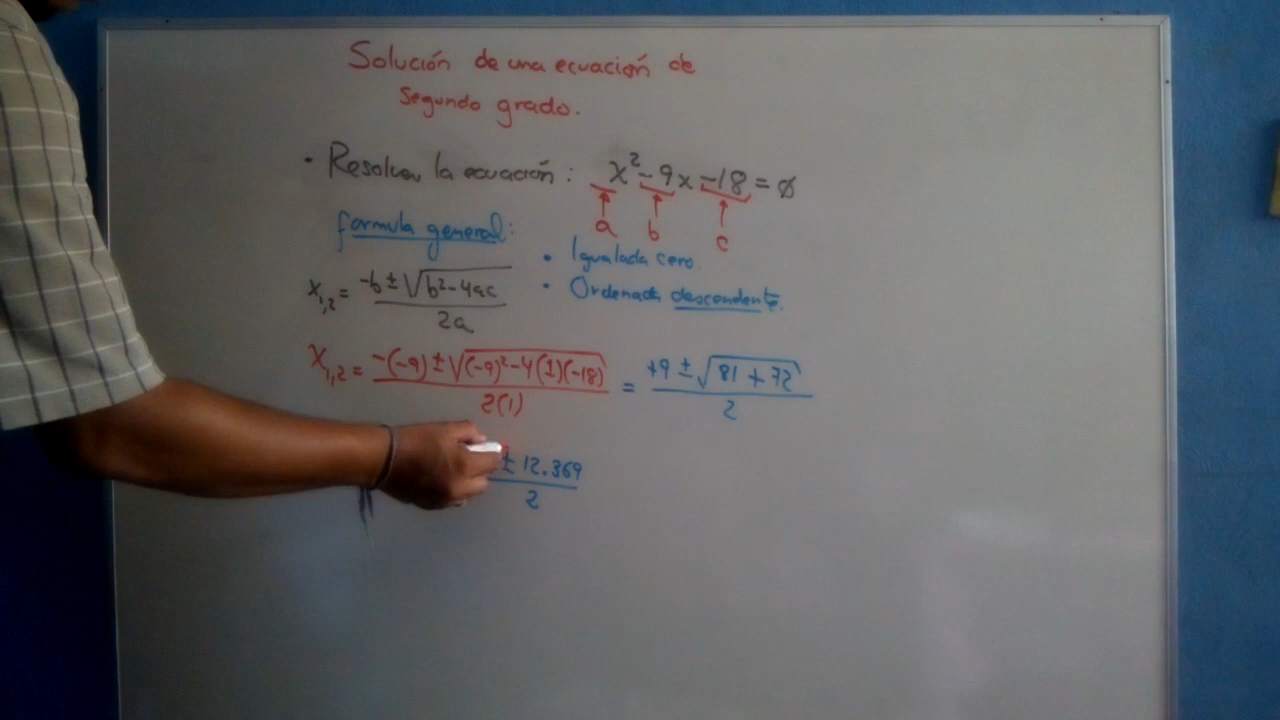 Solución de una ecuación de
Segundo grado.
• Resolver la ecuación: x²-9x-18=ø
a b c
formula general:
• Igualada cero.
x₁,₂ = (-b ± √(b²-4ac)) / 2a
• Ordenada descendente.
x₁,₂ = (-(-9) ± √((-9)²-4(1)(-18))) / 2(1) = (+9 ± √(81+72)) / 2
± 12.369 / 2